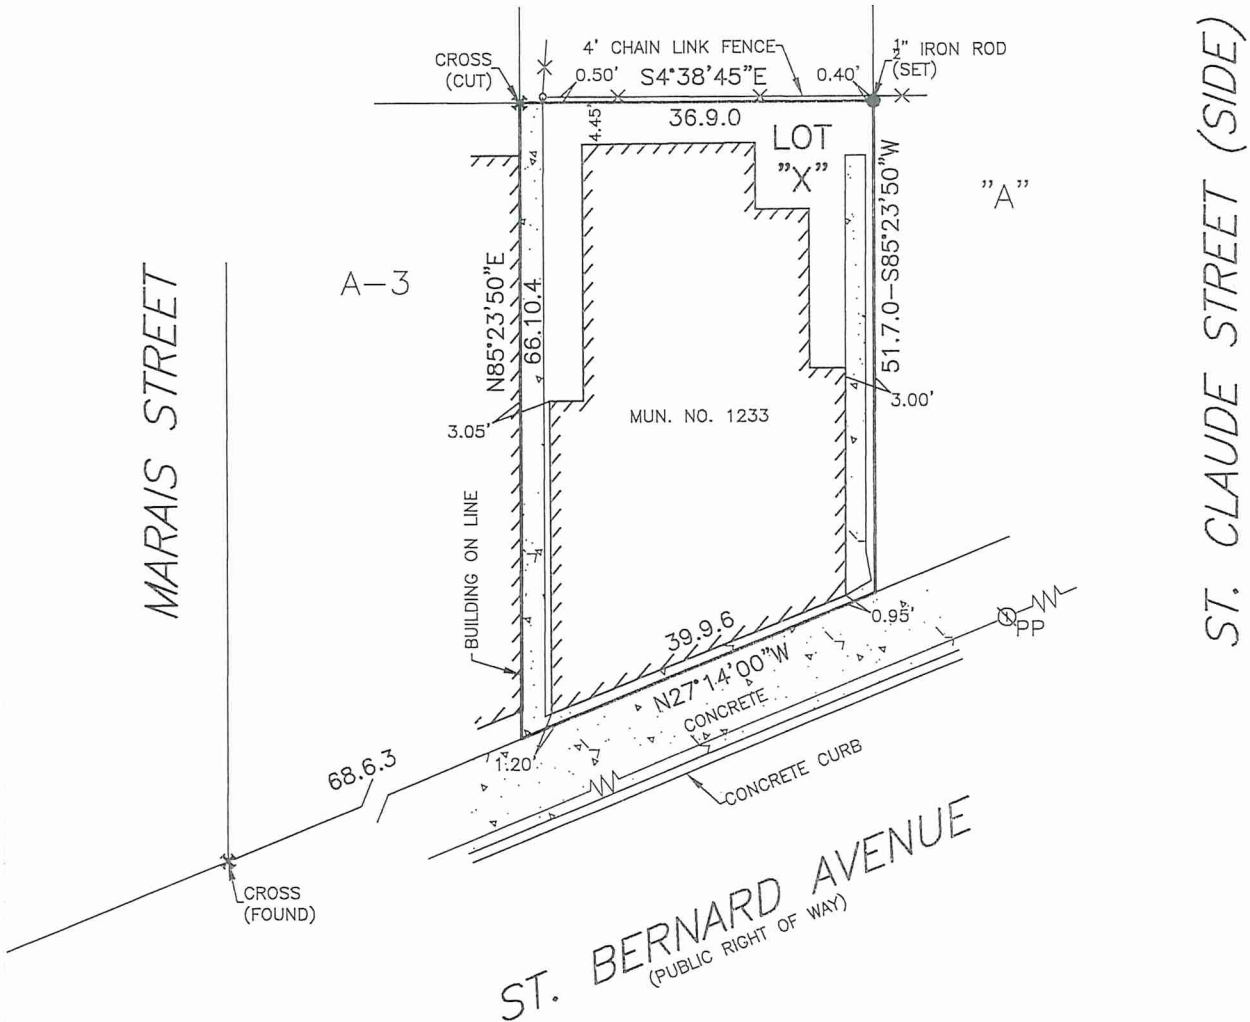 4' CHAIN LINK FENCE
CROSS
(CUT)
0.50'
S4°38'45"E
0.40'
½" IRON ROD
(SET)
36.9.0
4.45'
LOT
"X"
"A"
A-3
N85°23'50"E
66.10.4
51.7.0-S85°23'50"W
MARAIS STREET
ST. CLAUDE STREET (SIDE)
MUN. NO. 1233
3.05'
3.00'
BUILDING ON LINE
39.9.6
N27°14'00"W
0.95'
PP
CONCRETE
1.20'
68.6.3
CONCRETE CURB
CROSS
(FOUND)
ST. BERNARD AVENUE
(PUBLIC RIGHT OF WAY)